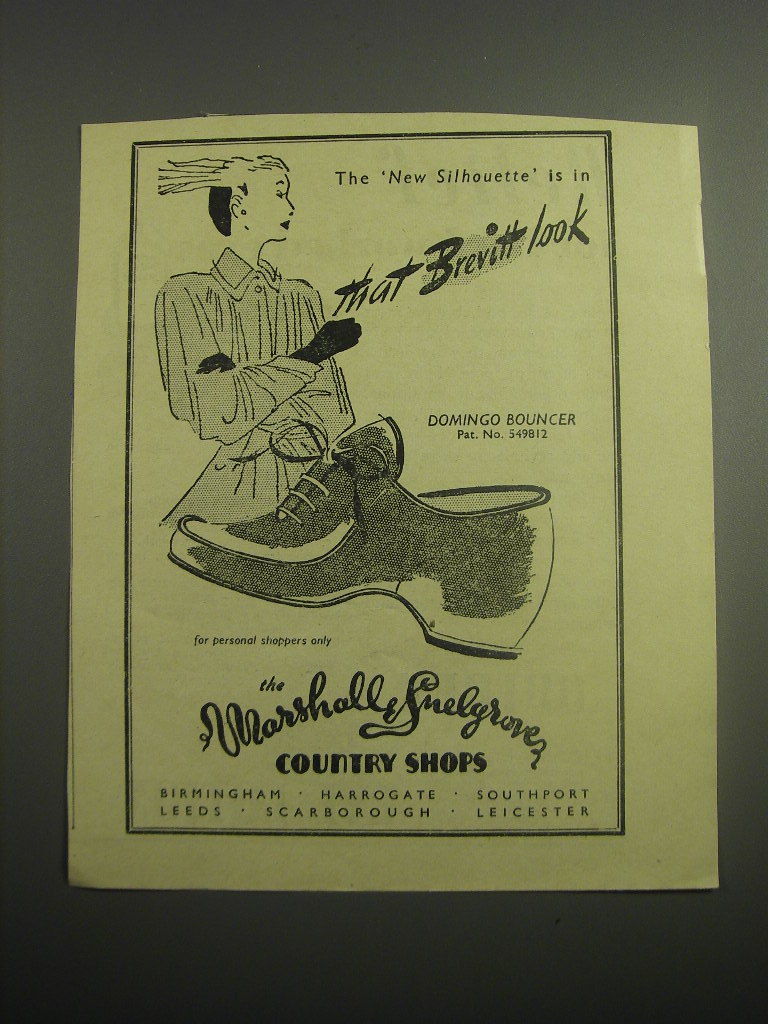 The 'New Silhouette' is in
that Brevitt look
DOMINGO BOUNCER
Pat. No. 549812
for personal shoppers only
the
Marshall & Snelgrove
COUNTRY SHOPS
BIRMINGHAM · HARROGATE · SOUTHPORT
LEEDS · SCARBOROUGH · LEICESTER